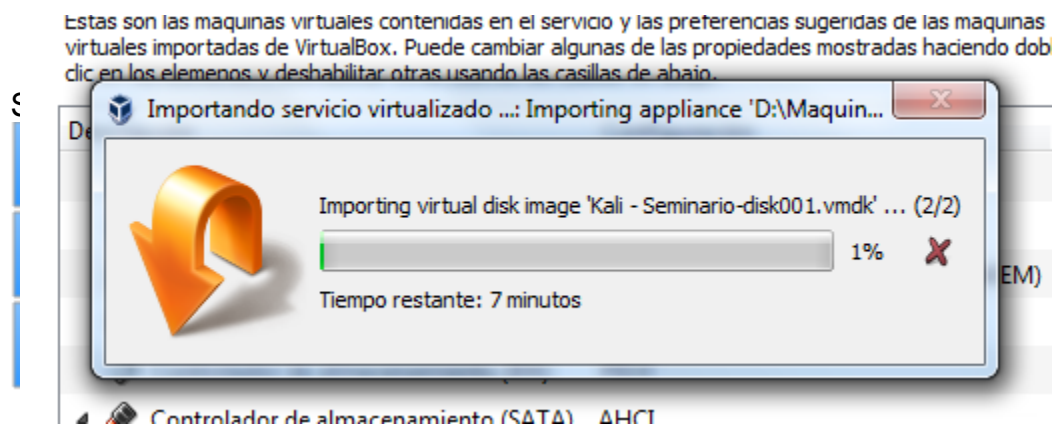 Estas son las maquinas virtuales contenidas en el servicio y las preferencias sugeridas de las maquinas
virtuales importadas de VirtualBox. Puede cambiar algunas de las propiedades mostradas haciendo dobl
clic en los elemenos y deshabilitar otras usando las casillas de abajo.
S
De
Importando servicio virtualizado ...: Importing appliance 'D:\Maquin...
Importing virtual disk image 'Kali - Seminario-disk001.vmdk' ... (2/2)
1%
EM)
Tiempo restante: 7 minutos
Controlador de almacenamiento (SATA) AHCI